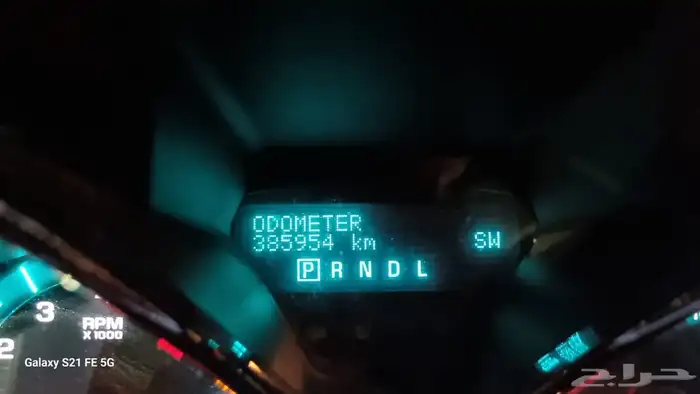 ODOMETER
385954 km
SW
P R N D L
3
2
RPM
X 1000
Galaxy S21 FE 5G
حراج